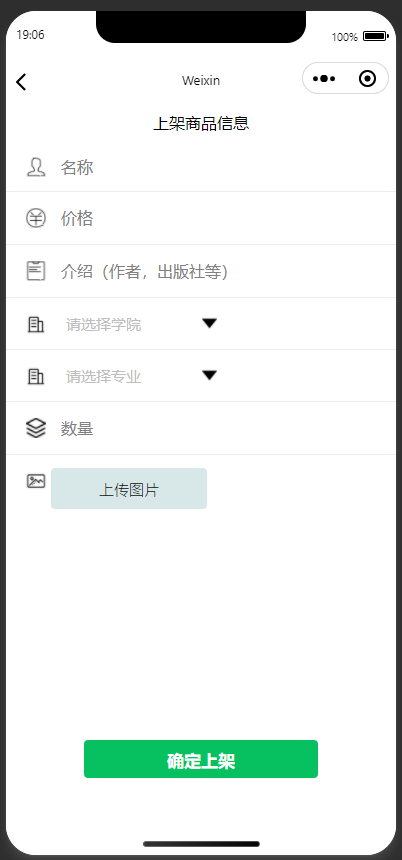 19:06
100%
Weixin
上架商品信息
名称
价格
介绍（作者，出版社等）
请选择学院
请选择专业
数量
上传图片
确定上架